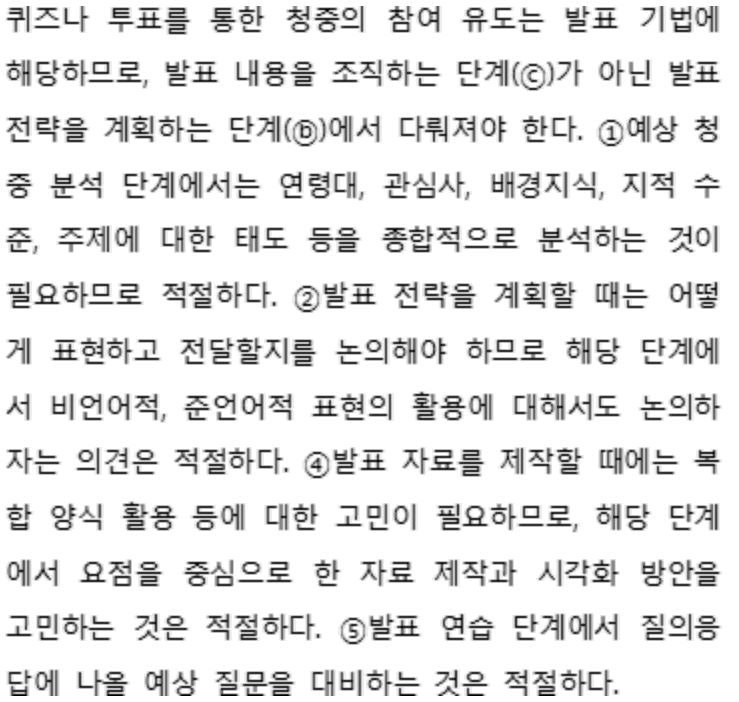 퀴즈나 투표를 통한 청중의 참여 유도는 발표 기법에
해당하므로, 발표 내용을 조직하는 단계(ⓒ)가 아닌 발표
전략을 계획하는 단계(ⓑ)에서 다뤄져야 한다. ①예상 청
중 분석 단계에서는 연령대, 관심사, 배경지식, 지적 수
준, 주제에 대한 태도 등을 종합적으로 분석하는 것이
필요하므로 적절하다. ②발표 전략을 계획할 때는 어떻
게 표현하고 전달할지를 논의해야 하므로 해당 단계에
서 비언어적, 준언어적 표현의 활용에 대해서도 논의하
자는 의견은 적절하다. ④발표 자료를 제작할 때에는 복
합 양식 활용 등에 대한 고민이 필요하므로, 해당 단계
에서 요점을 중심으로 한 자료 제작과 시각화 방안을
고민하는 것은 적절하다. ⑤발표 연습 단계에서 질의응
답에 나올 예상 질문을 대비하는 것은 적절하다.